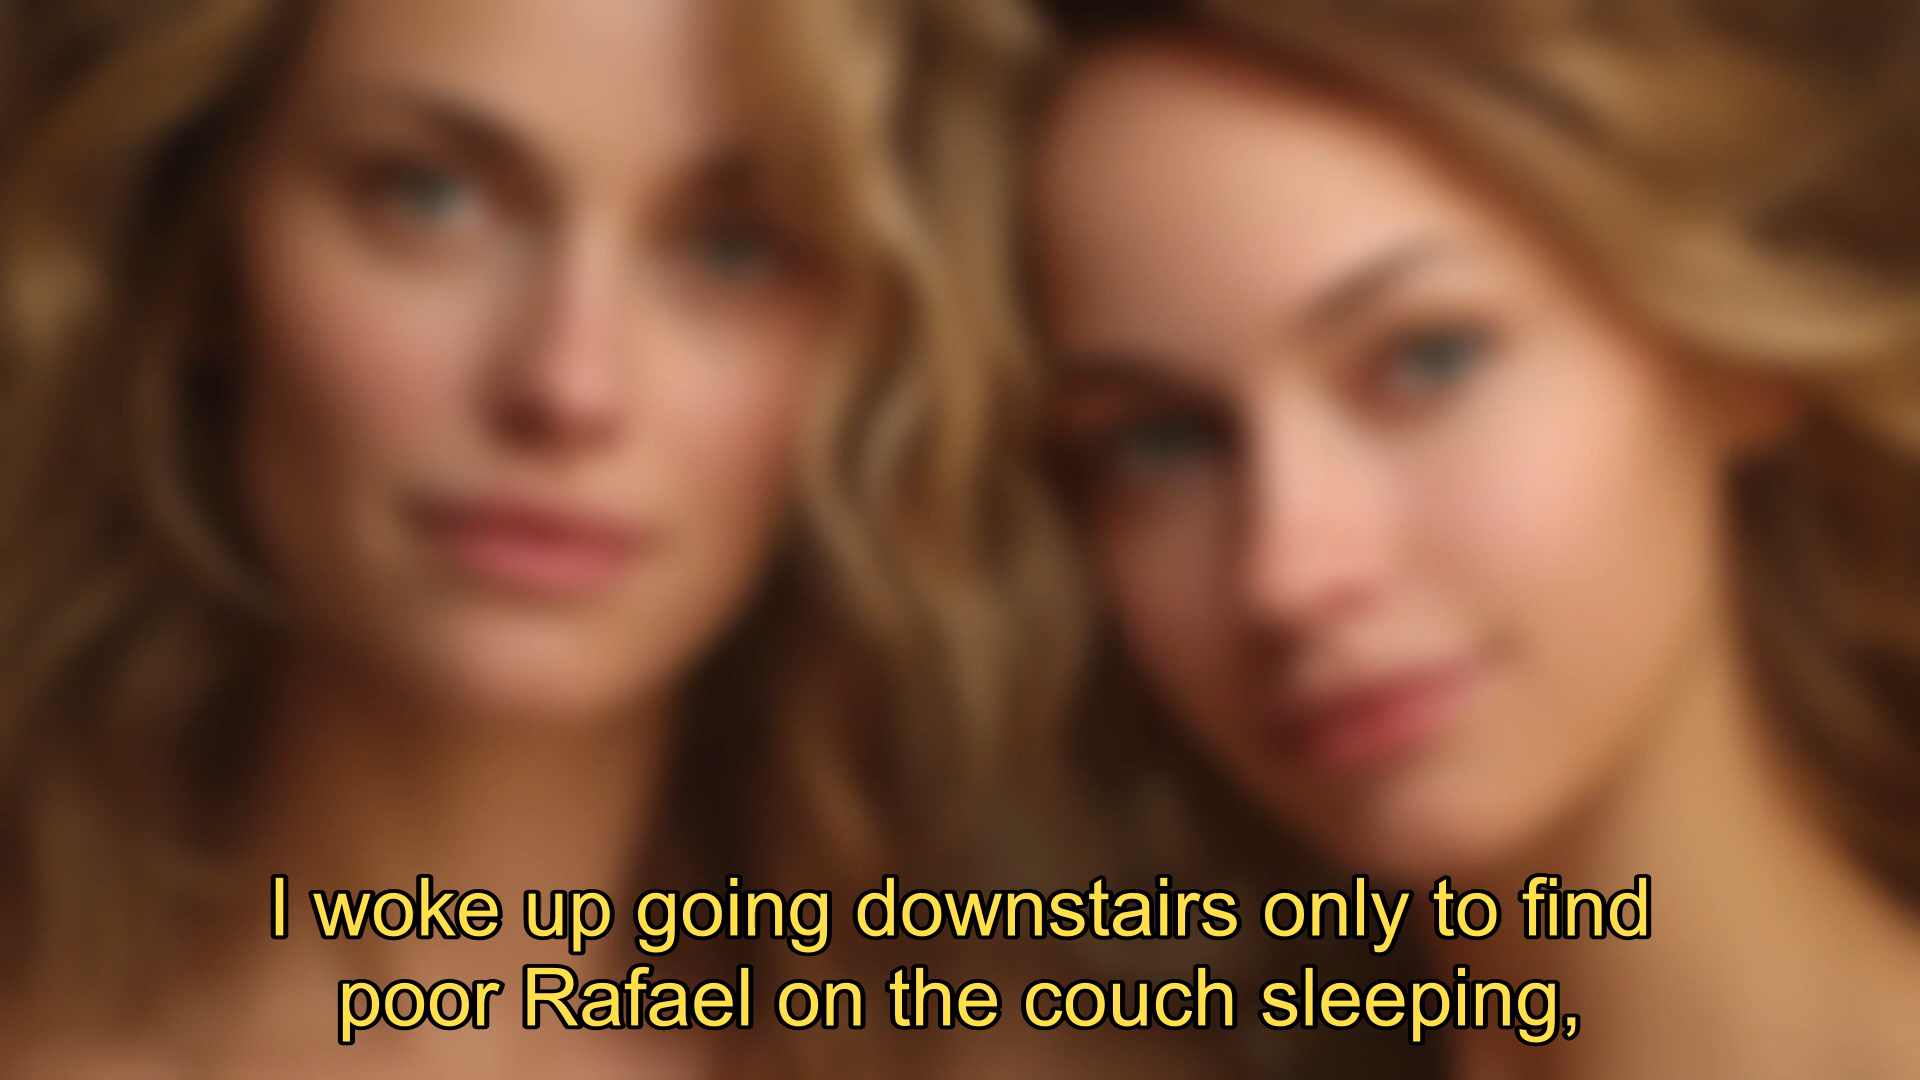 I woke up going downstairs only to find
poor Rafael on the couch sleeping,